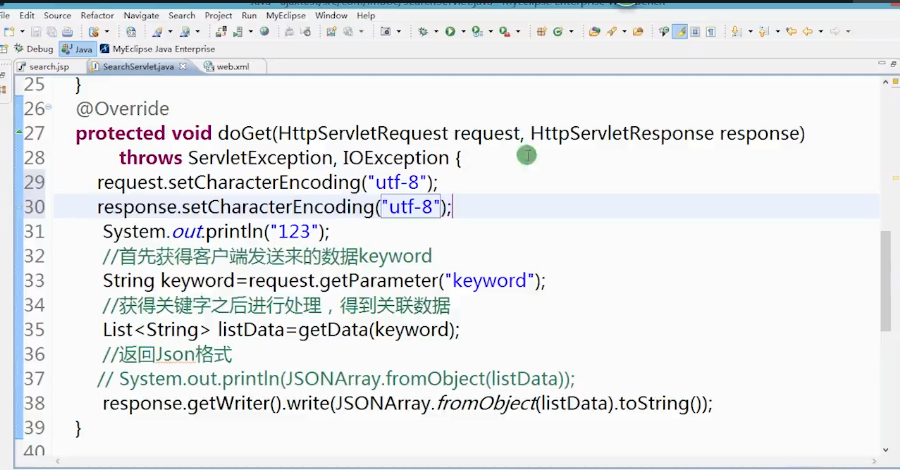 File Edit Source Refactor Navigate Search Project Run MyEclipse Window Help
Debug Java MyEclipse Java Enterprise
search.jsp SearchServlet.java web.xml
25 }
26 @Override
27 protected void doGet(HttpServletRequest request, HttpServletResponse response)
28 throws ServletException, IOException {
29 request.setCharacterEncoding("utf-8");
30 response.setCharacterEncoding("utf-8");
31 System.out.println("123");
32 //首先获得客户端发送来的数据keyword
33 String keyword=request.getParameter("keyword");
34 //获得关键字之后进行处理，得到关联数据
35 List<String> listData=getData(keyword);
36 //返回Json格式
37 // System.out.println(JSONArray.fromObject(listData));
38 response.getWriter().write(JSONArray.fromObject(listData).toString());
39 }
40